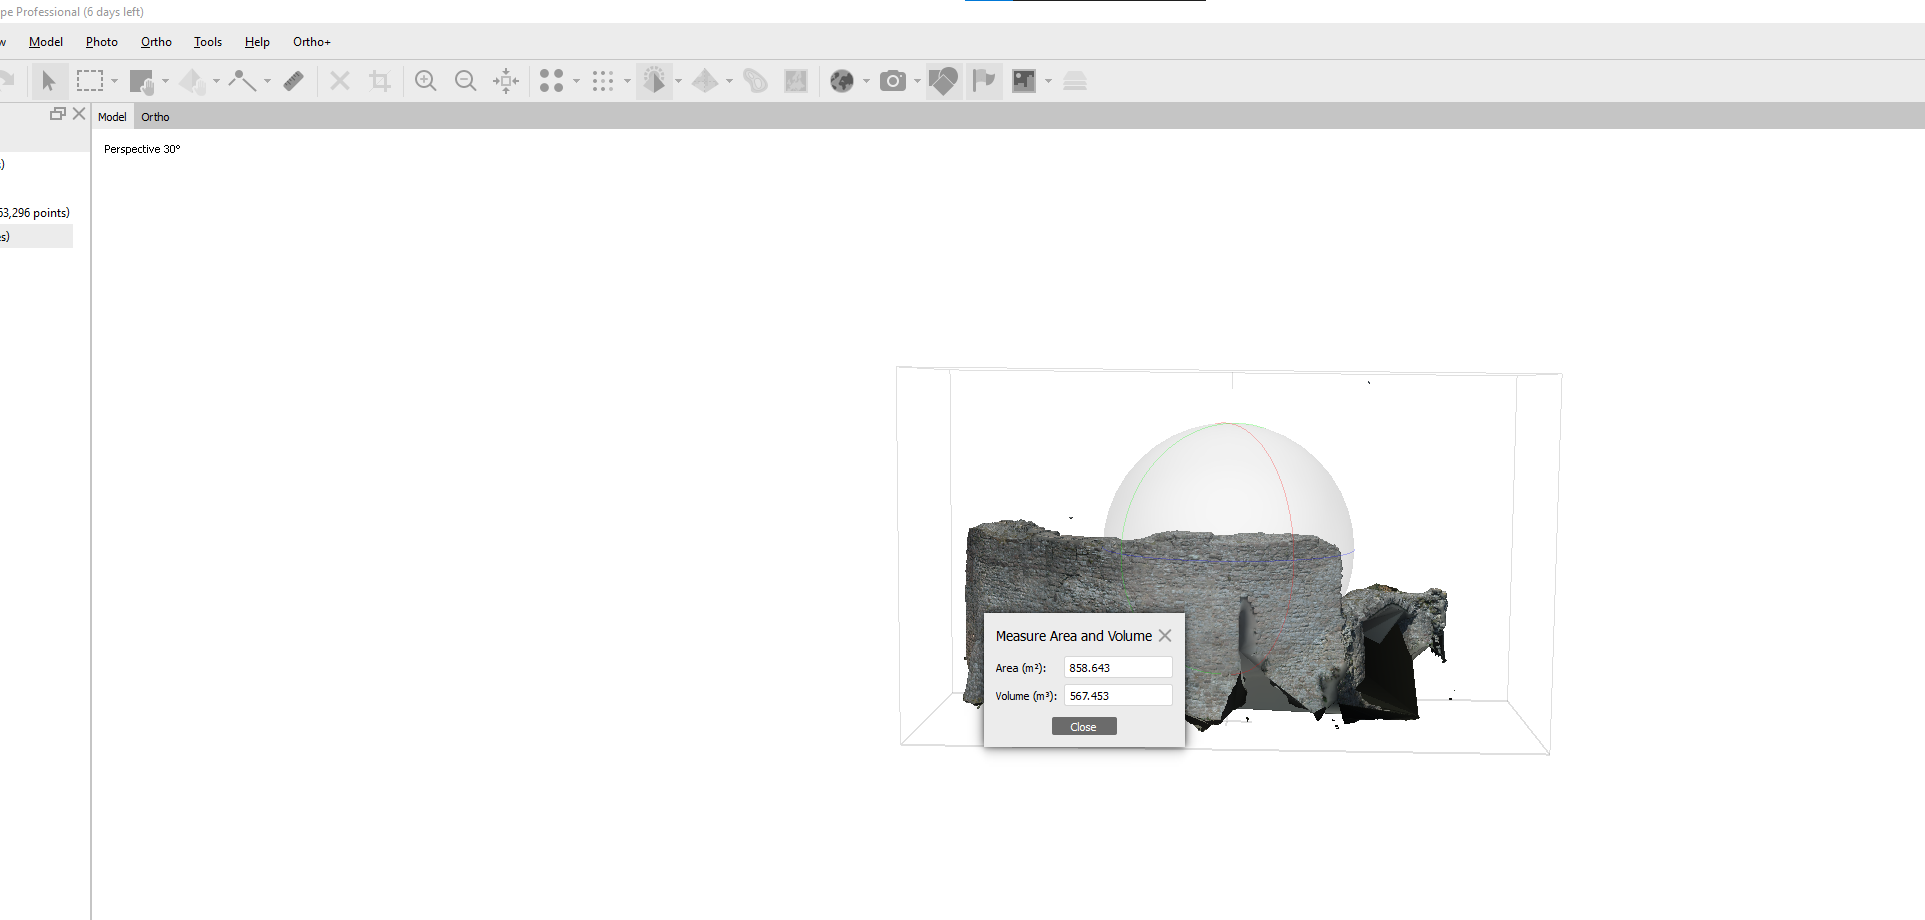 pe Professional (6 days left)
w Model Photo Ortho Tools Help Ortho+
Model Ortho
Perspective 30°
)
63,296 points)
s)
Measure Area and Volume
Area (m²): 858.643
Volume (m³): 567.453
Close